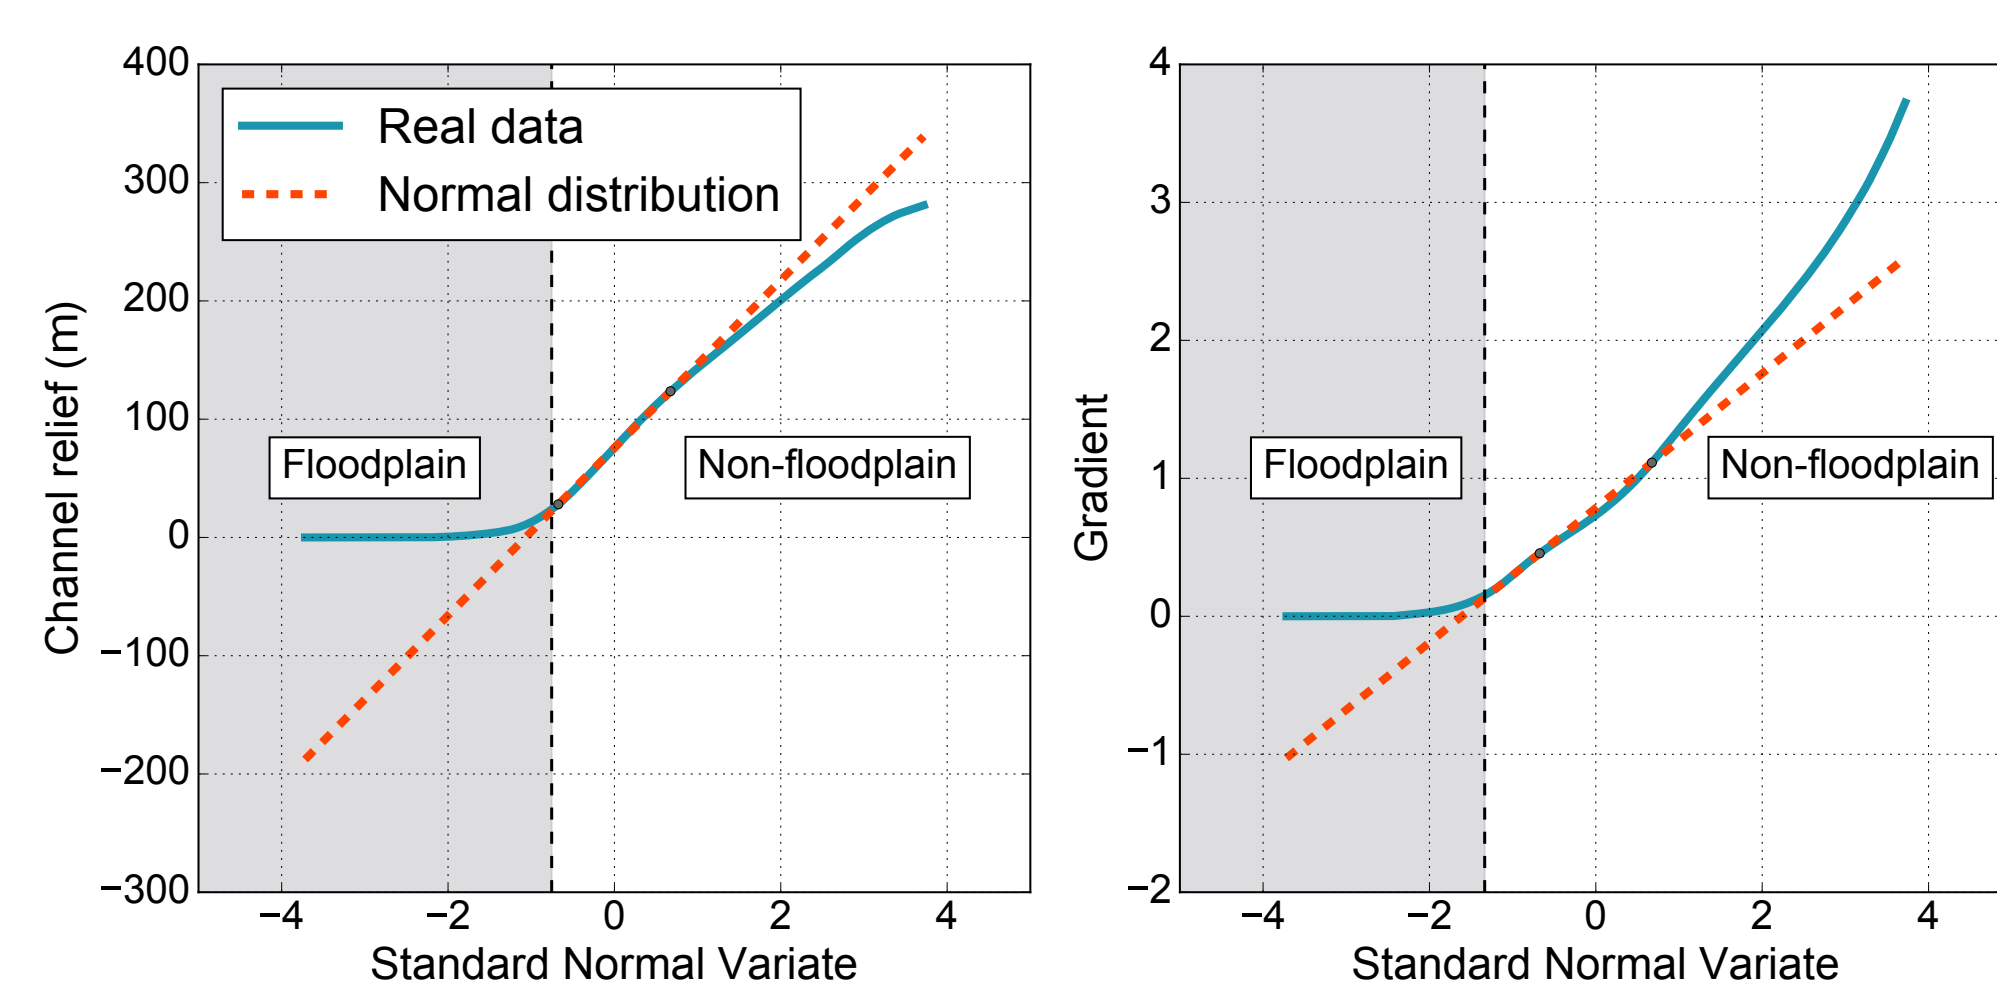 400
300
200
100
0
−100
−200
−300
Channel relief (m)
Real data
Normal distribution
Floodplain
Non-floodplain
−4
−2
0
2
4
Standard Normal Variate
4
3
2
1
0
−1
−2
Gradient
Floodplain
Non-floodplain
−4
−2
0
2
4
Standard Normal Variate